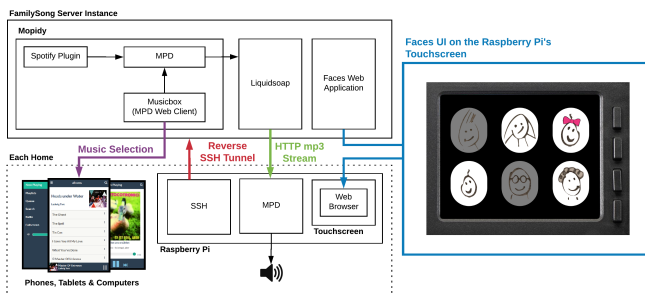 FamilySong Server Instance
Mopidy
Spotify Plugin
MPD
Musicbox
(MPD Web Client)
Liquidsoap
Faces Web
Application
Faces UI on the Raspberry Pi's
Touchscreen
Music Selection
Reverse
SSH Tunnel
HTTP mp3
Stream
Each Home
SSH
MPD
Web
Browser
Touchscreen
Raspberry Pi
Phones, Tablets & Computers